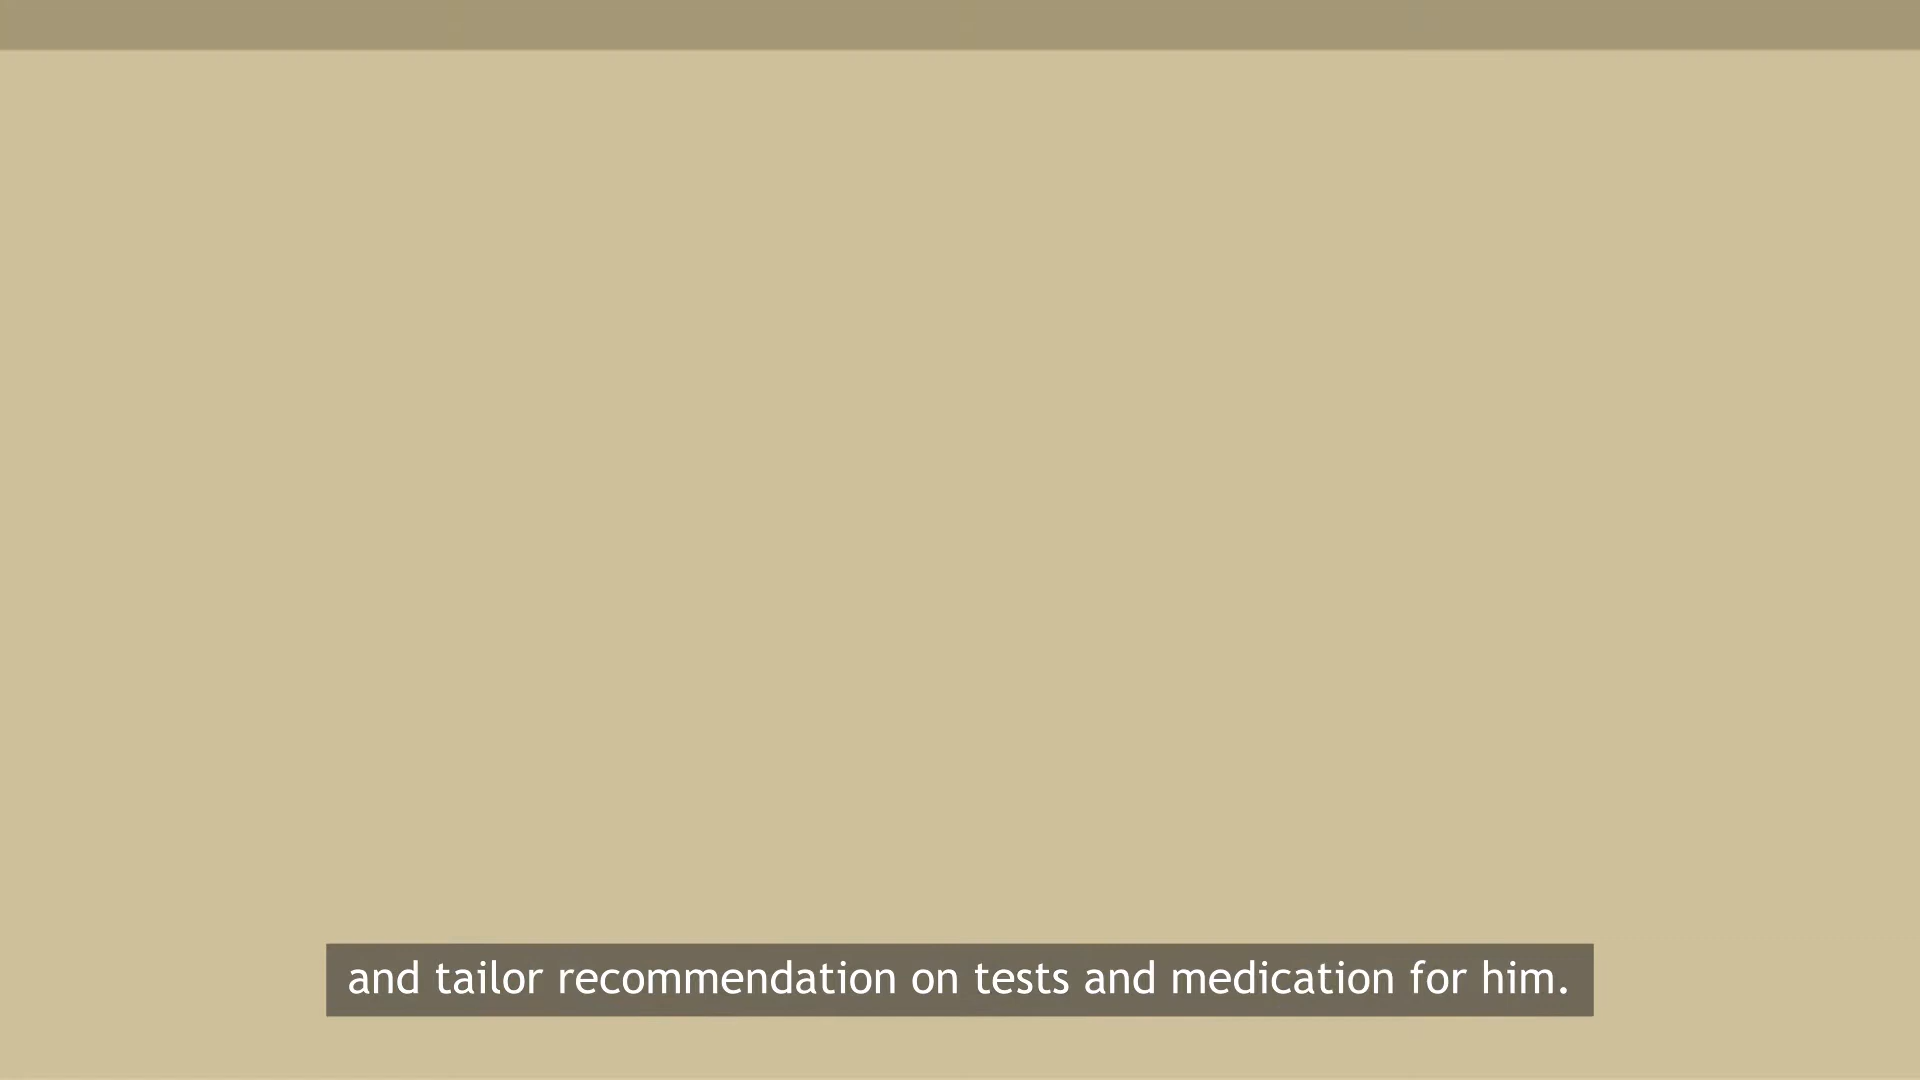 and tailor recommendation on tests and medication for him.